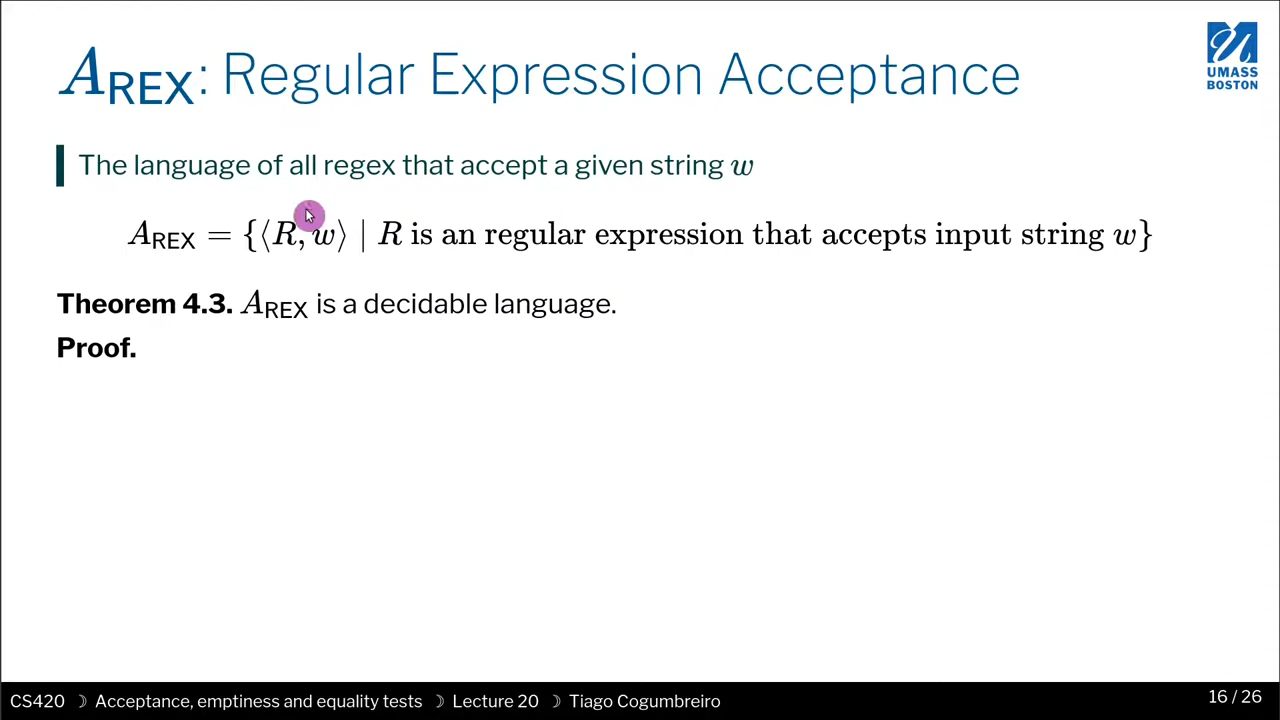 A_REX: Regular Expression Acceptance
UMASS
BOSTON
The language of all regex that accept a given string w
A_REX = {⟨R, w⟩ | R is an regular expression that accepts input string w}
Theorem 4.3. A_REX is a decidable language.
Proof.
CS420 ☽ Acceptance, emptiness and equality tests ☽ Lecture 20 ☽ Tiago Cogumbreiro
16 / 26